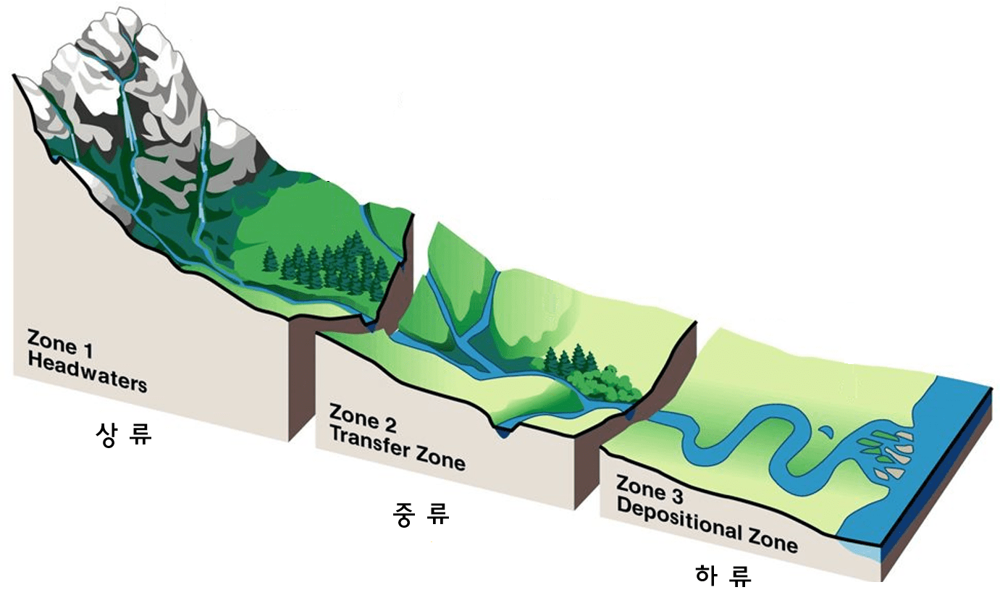 Zone 1
Headwaters
상 류
Zone 2
Transfer Zone
중 류
Zone 3
Depositional Zone
하 류